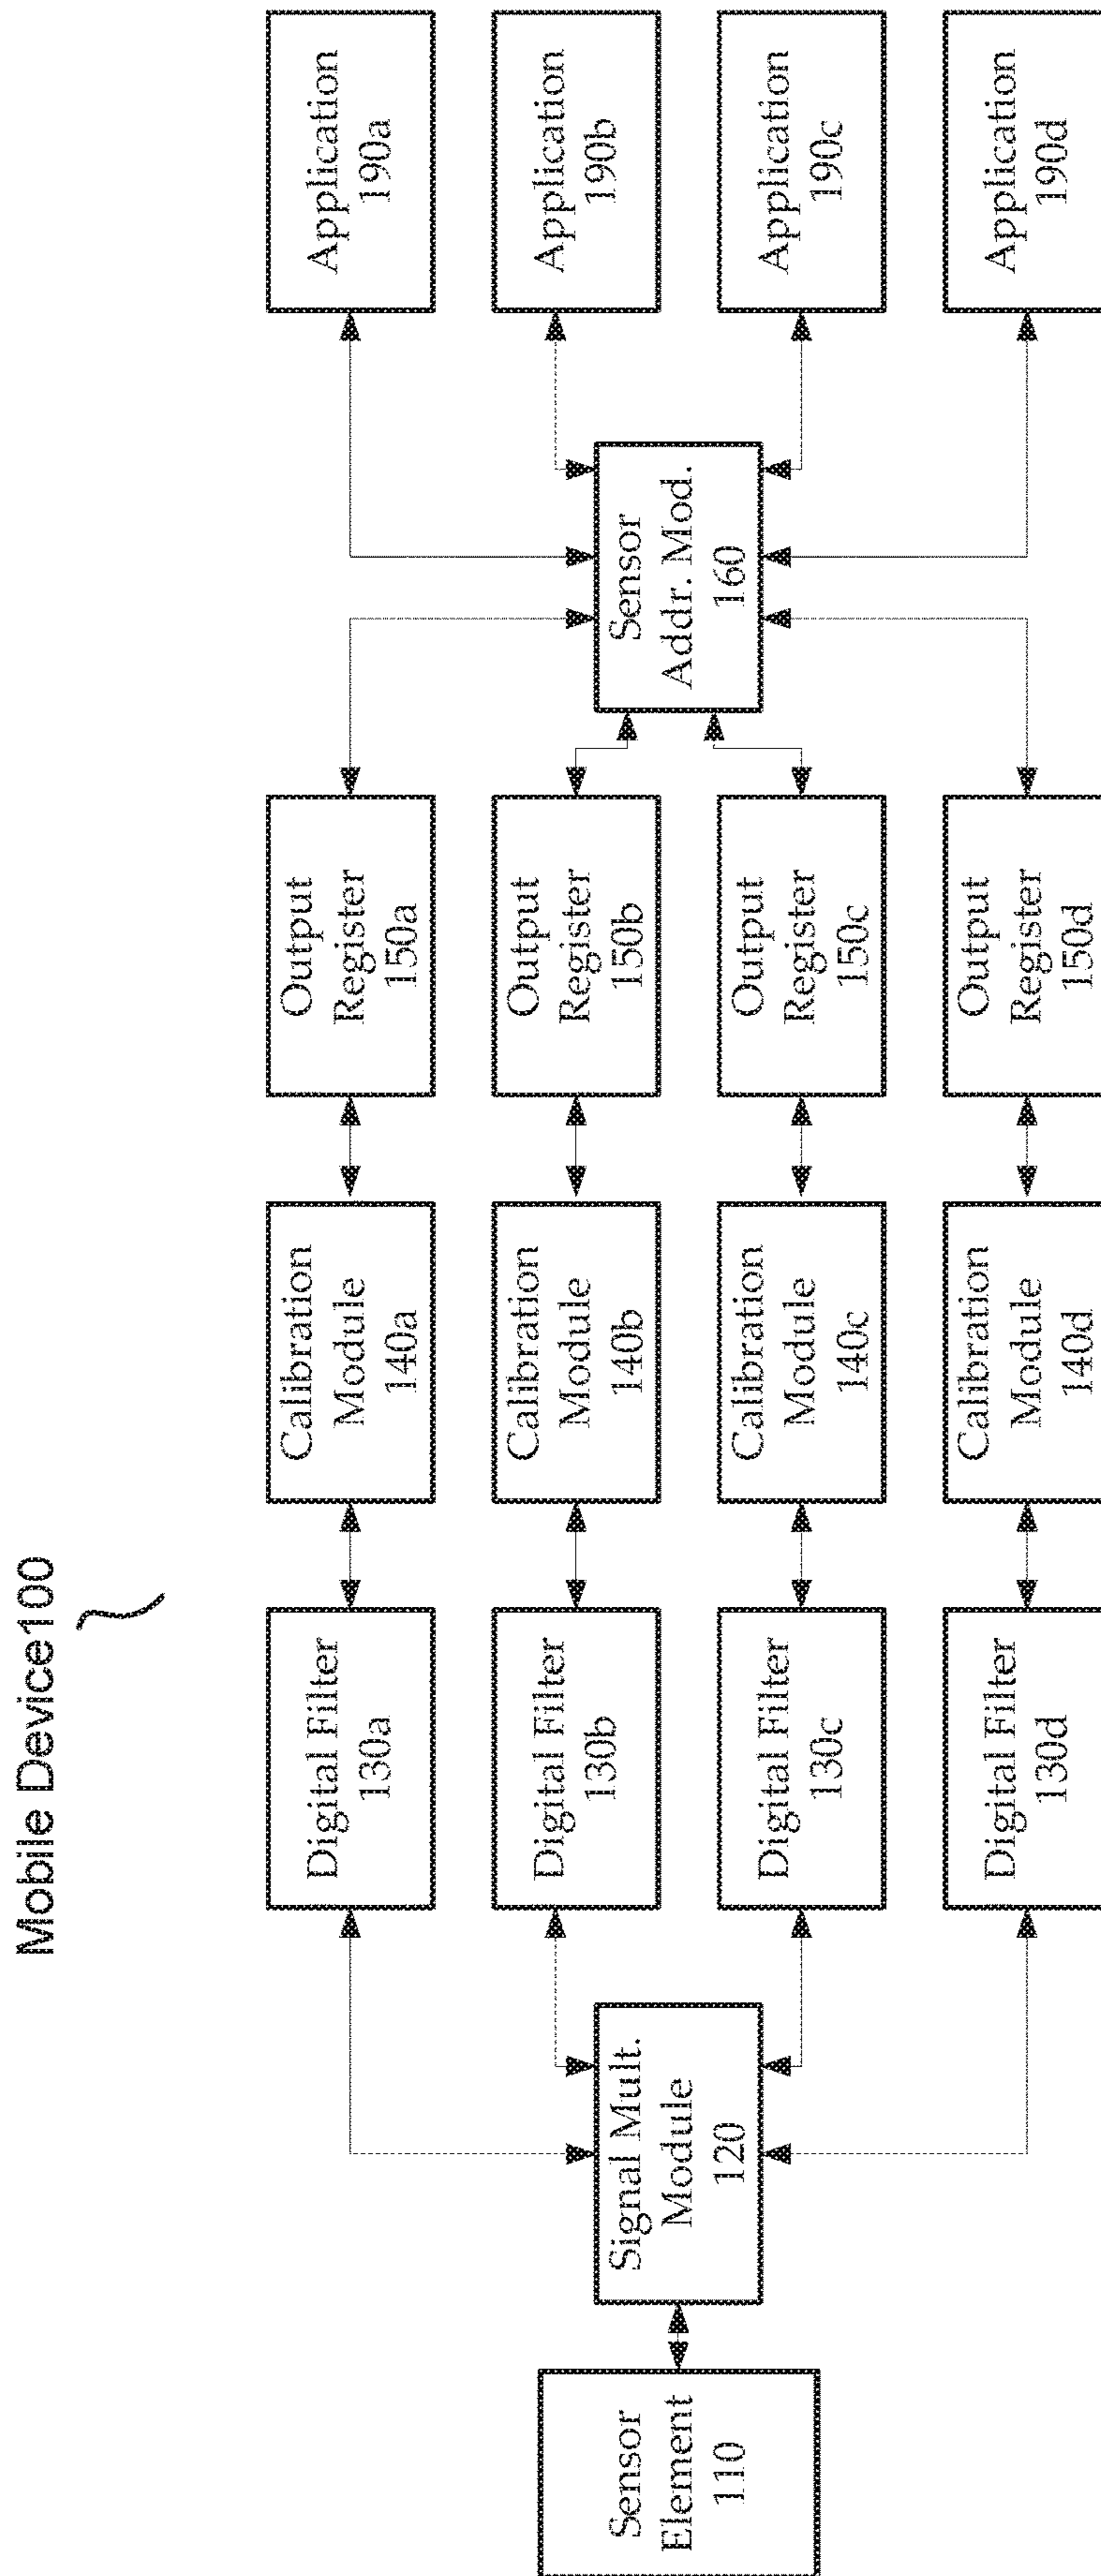 Mobile Device100
Sensor
Element
110
Signal Mult.
Module
120
Digital Filter
130a
Digital Filter
130b
Digital Filter
130c
Digital Filter
130d
Calibration
Module
140a
Calibration
Module
140b
Calibration
Module
140c
Calibration
Module
140d
Output
Register
150a
Output
Register
150b
Output
Register
150c
Output
Register
150d
Sensor
Addr. Mod.
160
Application
190a
Application
190b
Application
190c
Application
190d